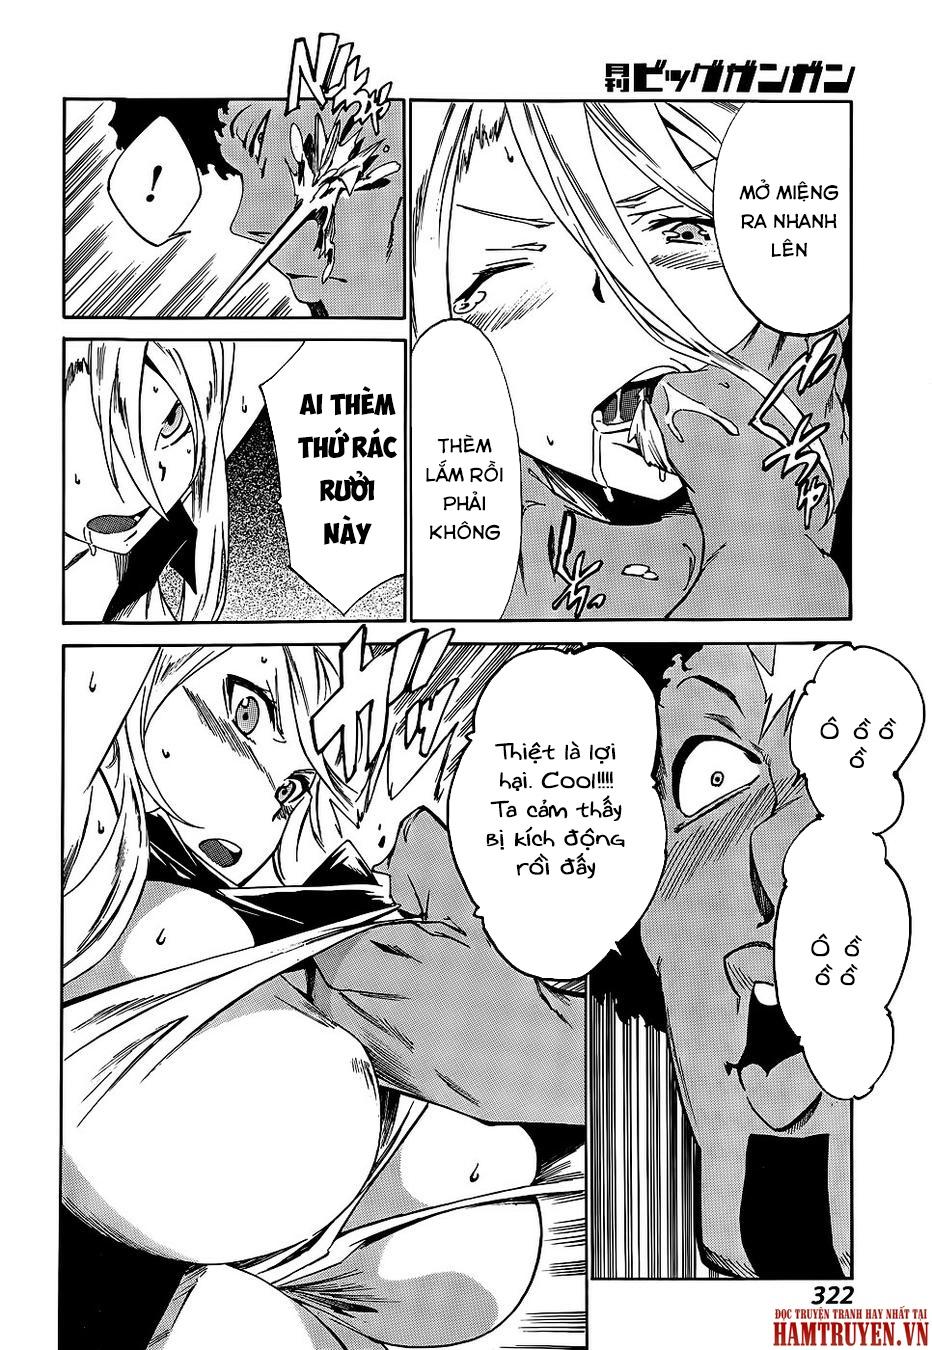 月刊ビッグガンガン
MỞ MIỆNG
RA NHANH
LÊN
THÈM
LẮM RỒI
PHẢI
KHÔNG
!
AI THÈM
THỨ RÁC
RƯỞI
NÀY
Ô ồ ồ
ồ
Ô ồ
ồ ồ
Thiệt là lợi
hại. Cool!!!!
Ta cảm thấy
Bị kích động
rồi đấy
322
ĐỌC TRUYỆN TRANH HAY NHẤT TẠI
HAMTRUYEN.VN